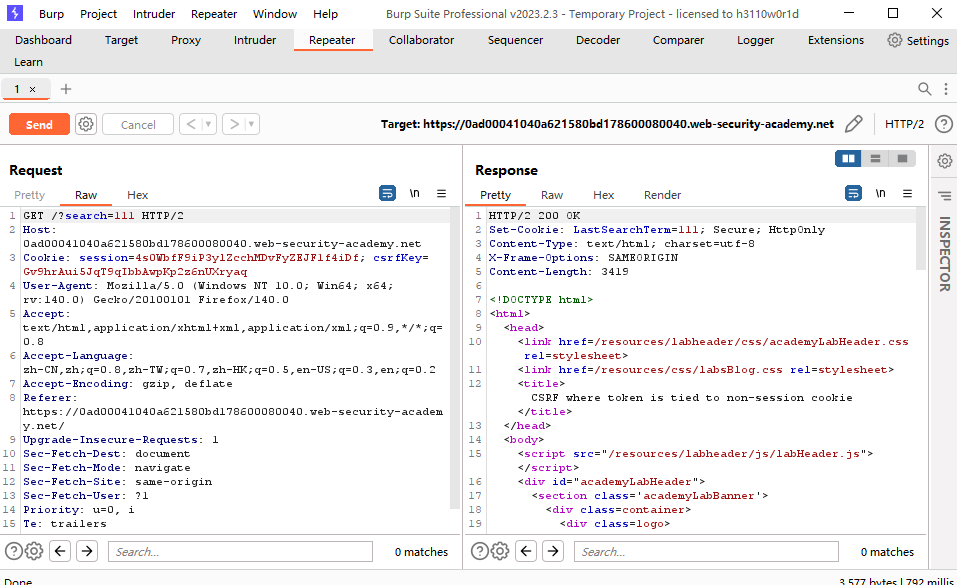 Burp Project Intruder Repeater Window Help Burp Suite Professional v2023.2.3 - Temporary Project - licensed to h3110w0r1d
Dashboard Target Proxy Intruder Repeater Collaborator Sequencer Decoder Comparer Logger Extensions Settings
Learn
1 × +
Send Cancel < > Target: https://0ad00041040a621580bd178600080040.web-security-academy.net HTTP/2 ?
Request
Pretty Raw Hex \n
1 GET /?search=111 HTTP/2
2 Host:
0ad00041040a621580bd178600080040.web-security-academy.net
3 Cookie: session=4s0WbfF9iP3ylZcchMDvFyZEJFlf4iDf; csrfKey=
Gv9hrAui5JqT9qIbbAwpKp2z6nUXryaq
4 User-Agent: Mozilla/5.0 (Windows NT 10.0; Win64; x64;
rv:140.0) Gecko/20100101 Firefox/140.0
5 Accept:
text/html,application/xhtml+xml,application/xml;q=0.9,*/*;q=
0.8
6 Accept-Language:
zh-CN,zh;q=0.8,zh-TW;q=0.7,zh-HK;q=0.5,en-US;q=0.3,en;q=0.2
7 Accept-Encoding: gzip, deflate
8 Referer:
https://0ad00041040a621580bd178600080040.web-security-academ
y.net/
9 Upgrade-Insecure-Requests: 1
10 Sec-Fetch-Dest: document
11 Sec-Fetch-Mode: navigate
12 Sec-Fetch-Site: same-origin
13 Sec-Fetch-User: ?1
14 Priority: u=0, i
15 Te: trailers
? Search... 0 matches
Response
Pretty Raw Hex Render \n
1 HTTP/2 200 OK
2 Set-Cookie: LastSearchTerm=111; Secure; HttpOnly
3 Content-Type: text/html; charset=utf-8
4 X-Frame-Options: SAMEORIGIN
5 Content-Length: 3419
6
7 <!DOCTYPE html>
8 <html>
9 <head>
10 <link href=/resources/labheader/css/academyLabHeader.css
rel=stylesheet>
11 <link href=/resources/css/labsBlog.css rel=stylesheet>
12 <title>
CSRF where token is tied to non-session cookie
</title>
13 </head>
14 <body>
15 <script src="/resources/labheader/js/labHeader.js">
</script>
16 <div id="academyLabHeader">
17 <section class='academyLabBanner'>
18 <div class=container>
19 <div class=logo>
? Search... 0 matches
INSPECTOR
Done 3,577 bytes | 792 millis